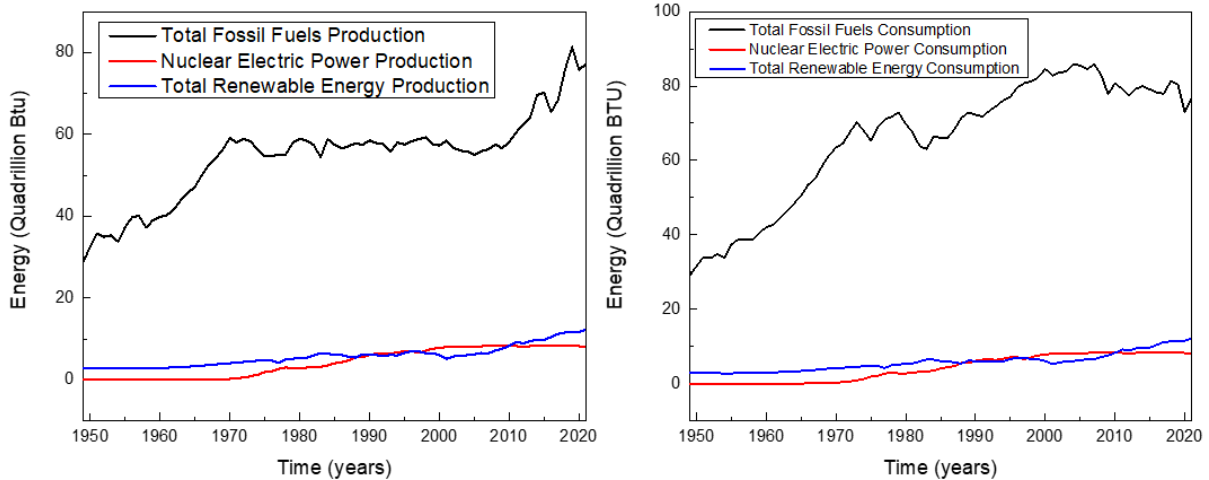 Total Fossil Fuels Production
Nuclear Electric Power Production
Total Renewable Energy Production
80
60
40
20
0
1950 1960 1970 1980 1990 2000 2010 2020
Time (years)
Energy (Quadrillion Btu)
Total Fossil Fuels Consumption
Nuclear Electric Power Consumption
Total Renewable Energy Consumption
100
80
60
40
20
0
1950 1960 1970 1980 1990 2000 2010 2020
Time (years)
Energy (Quadrillion BTU)